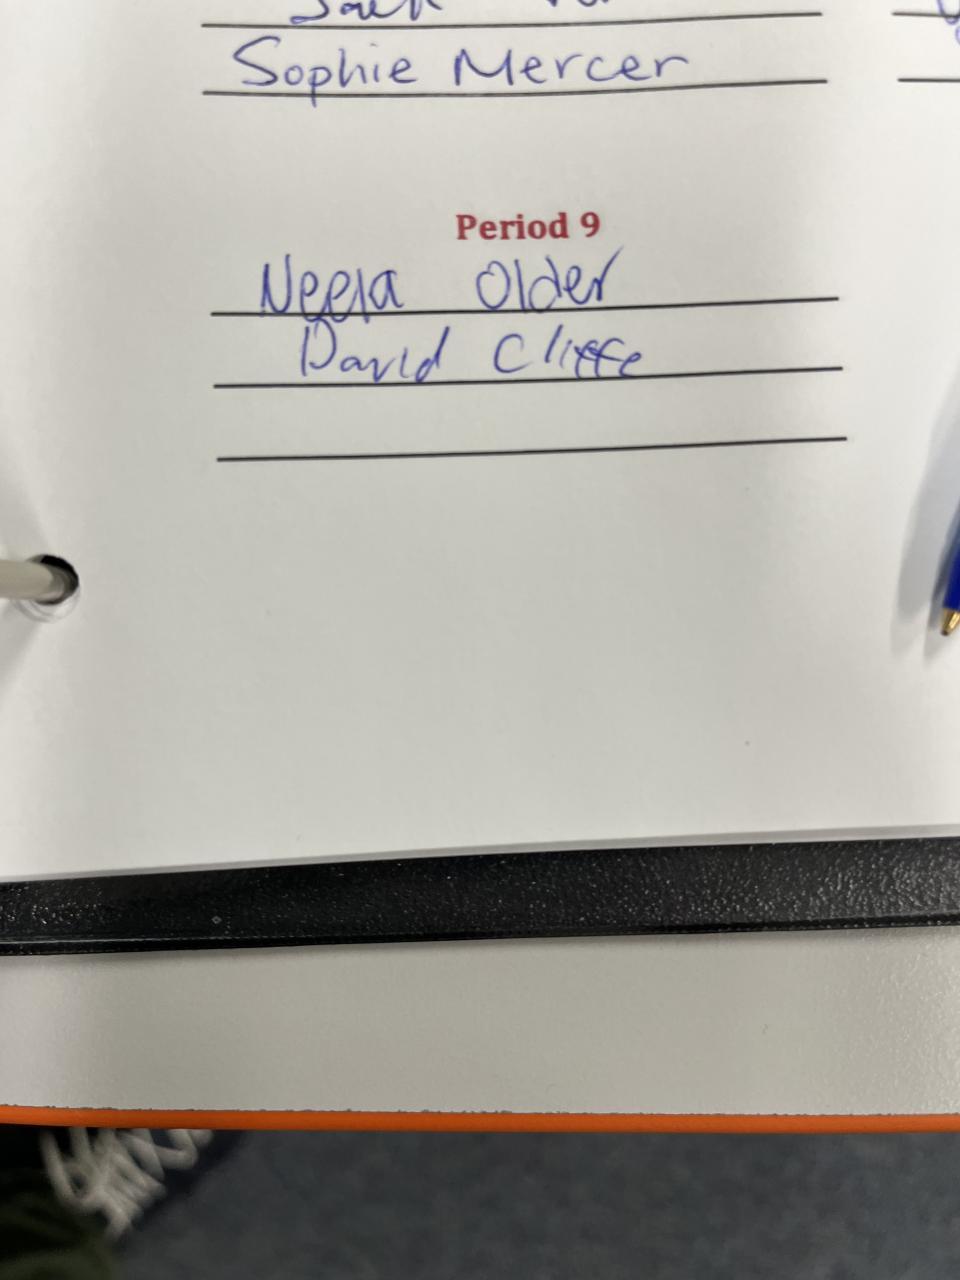 Sophie Mercer
Period 9
Neela Older
David Cliffe